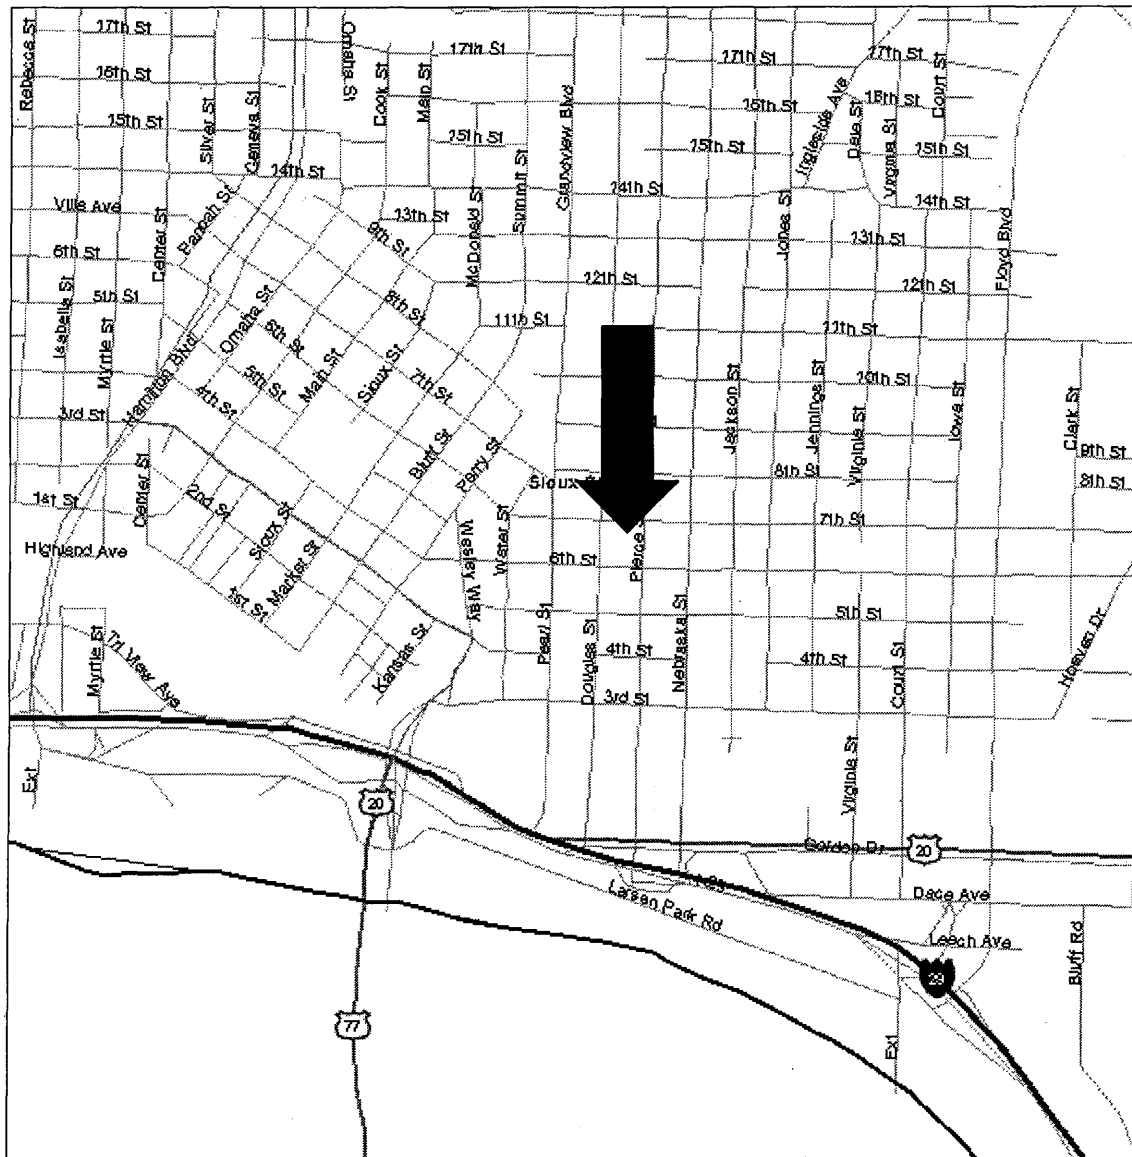 Rebecca St
17th St
Omaha St
17th St
17th St
17th St
16th St
Silver St
Geneva St
Cook St
Main St
Grandview Blvd
16th St
Ingleside Ave
Dale St
16th St
Court St
15th St
15th St
15th St
Virginia St
15th St
14th St
Summit St
14th St
14th St
Ville Ave
Center St
Panoah St
13th St
McDonald St
Jones St
13th St
Floyd Blvd
6th St
9th St
12th St
12th St
5th St
Isabella St
Myrtle St
Hamilton Blvd
Omaha St
8th St
11th St
11th St
6th St
Main St
Sioux St
7th St
5th St
4th St
3rd St
Jackson St
Jennings St
10th St
Virginia St
Iowa St
Clark St
9th St
Bluff St
Perry St
Sioux
8th St
8th St
1st St
Center St
2nd St
Sioux St
Market St
1st St
Wesley Way
Water St
6th St
Pierce
7th St
Highland Ave
Myrtle St
Tri View Ave
Kansas St
Pearl St
Douglas St
4th St
3rd St
Nebraska St
5th St
4th St
Court St
Hoeven Dr
Ext
20
Virginia St
Gordon Dr
20
Larsen Park Rd
Dace Ave
Leech Ave
Bluff Rd
29
77
Ext